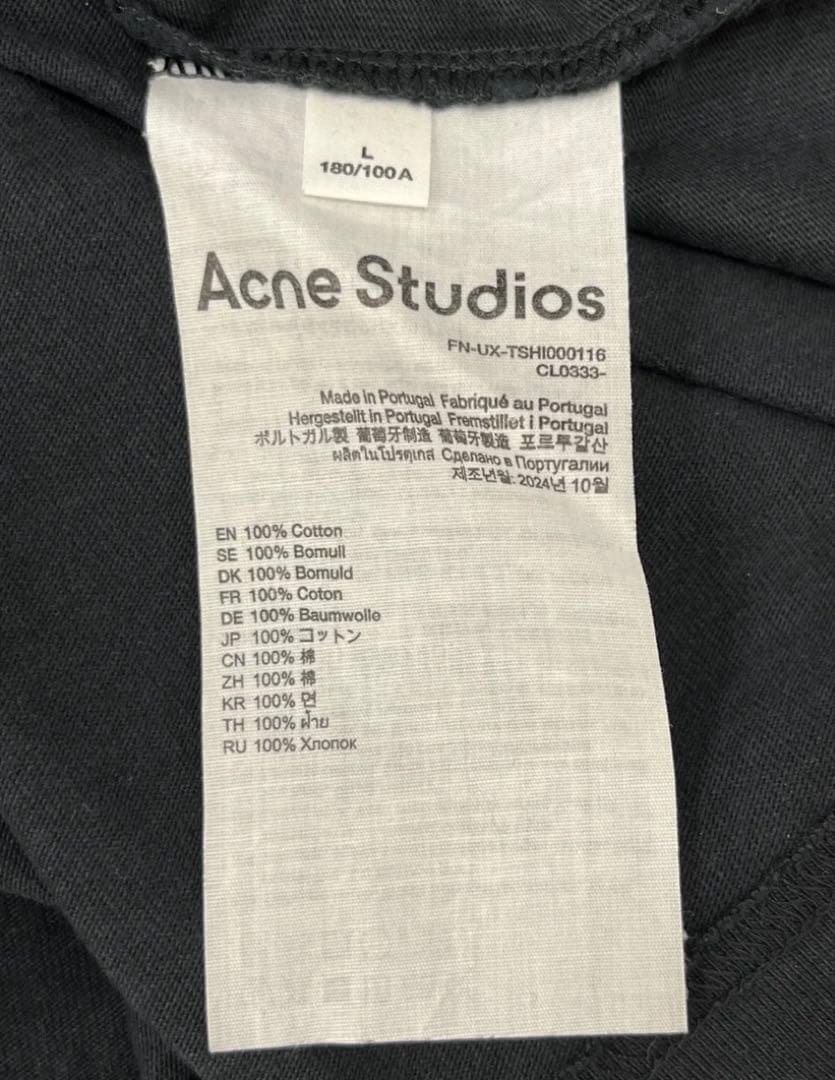 L
180/100A
Acne Studios
FN-UX-TSHI000116
CL0333-
Made in Portugal Fabriqué au Portugal
Hergestellt in Portugal Fremstillet i Portugal
ポルトガル製 葡萄牙制造 葡萄牙製造 포르투갈산
ผลิตในโปรตุเกส Сделано в Португалии
제조년월: 2024년 10월
EN 100% Cotton
SE 100% Bomull
DK 100% Bomuld
FR 100% Coton
DE 100% Baumwolle
JP 100% コットン
CN 100% 棉
ZH 100% 棉
KR 100% 면
TH 100% ฝ้าย
RU 100% Хлопок